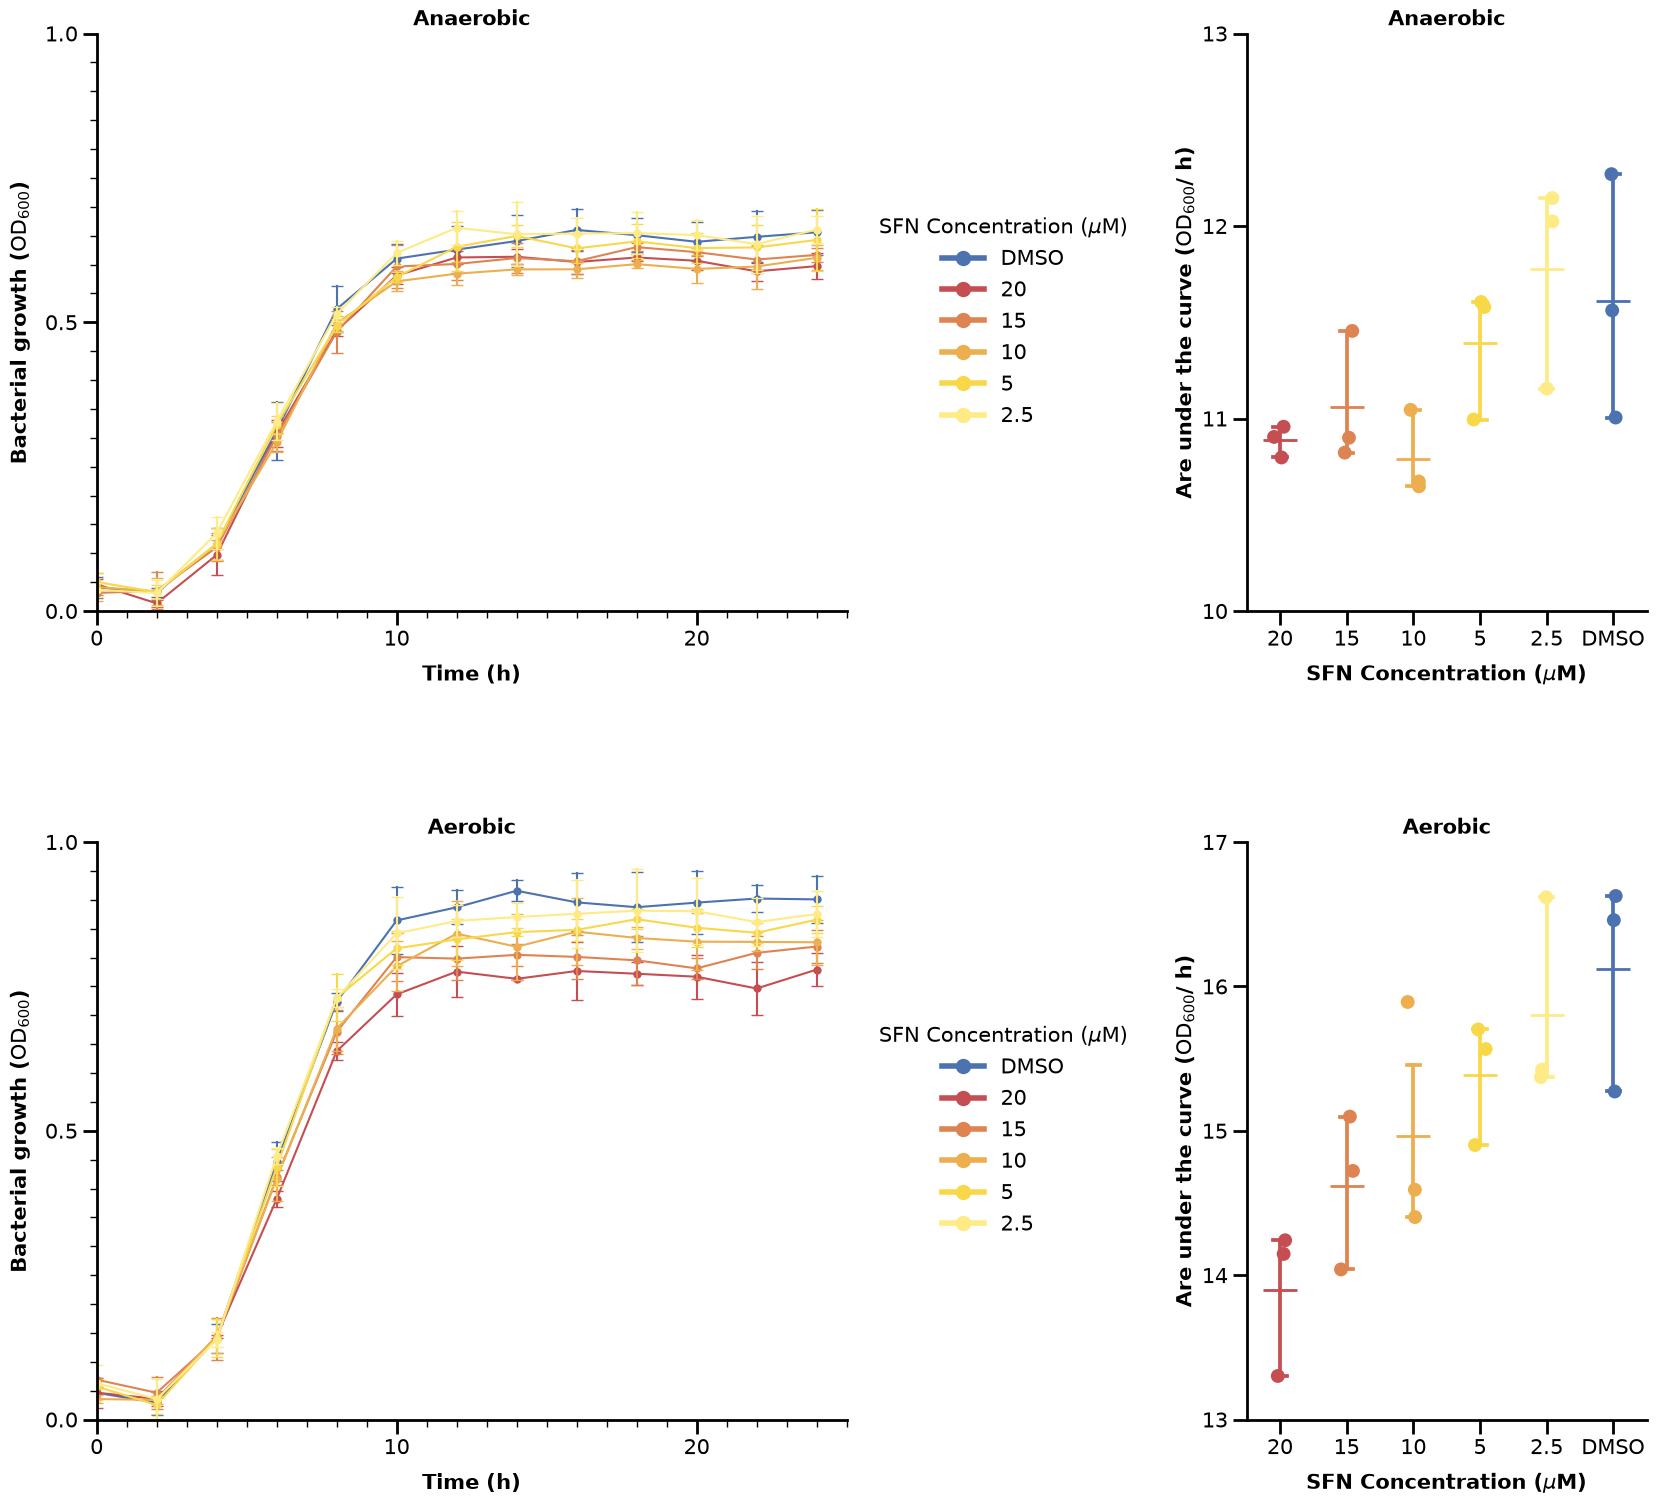 Anaerobic
1.0
0.5
0.0
Bacterial growth (OD600)
0 10 20
Time (h)
SFN Concentration (μM)
DMSO
20
15
10
5
2.5
Anaerobic
13
12
11
10
Are under the curve (OD600/ h)
20 15 10 5 2.5 DMSO
SFN Concentration (μM)
Aerobic
1.0
0.5
0.0
Bacterial growth (OD600)
0 10 20
Time (h)
SFN Concentration (μM)
DMSO
20
15
10
5
2.5
Aerobic
17
16
15
14
13
Are under the curve (OD600/ h)
20 15 10 5 2.5 DMSO
SFN Concentration (μM)